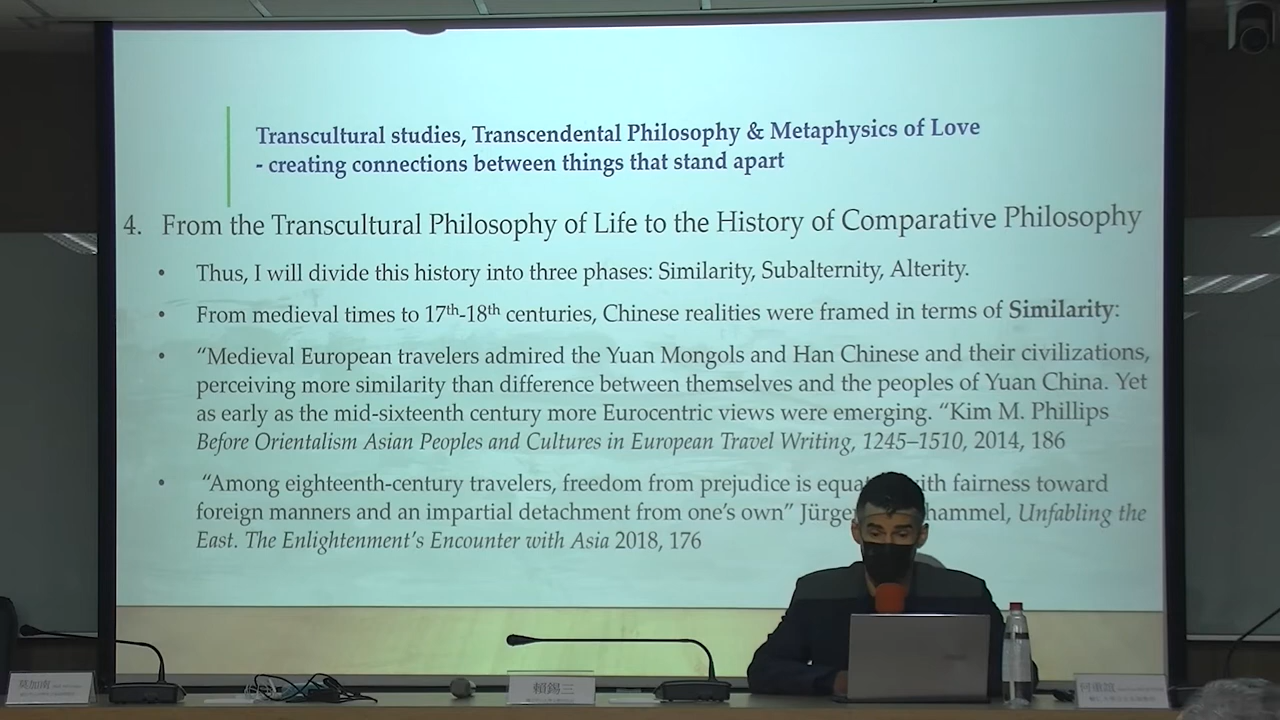 Transcultural studies, Transcendental Philosophy & Metaphysics of Love
- creating connections between things that stand apart
4. From the Transcultural Philosophy of Life to the History of Comparative Philosophy
• Thus, I will divide this history into three phases: Similarity, Subalternity, Alterity.
• From medieval times to 17th-18th centuries, Chinese realities were framed in terms of Similarity:
• “Medieval European travelers admired the Yuan Mongols and Han Chinese and their civilizations,
perceiving more similarity than difference between themselves and the peoples of Yuan China. Yet
as early as the mid-sixteenth century more Eurocentric views were emerging. “Kim M. Phillips
Before Orientalism Asian Peoples and Cultures in European Travel Writing, 1245–1510, 2014, 186
• “Among eighteenth-century travelers, freedom from prejudice is with fairness toward
foreign manners and an impartial detachment from one’s own” Unfabling the
East. The Enlightenment’s Encounter with Asia 2018, 176
莫加南
賴錫三